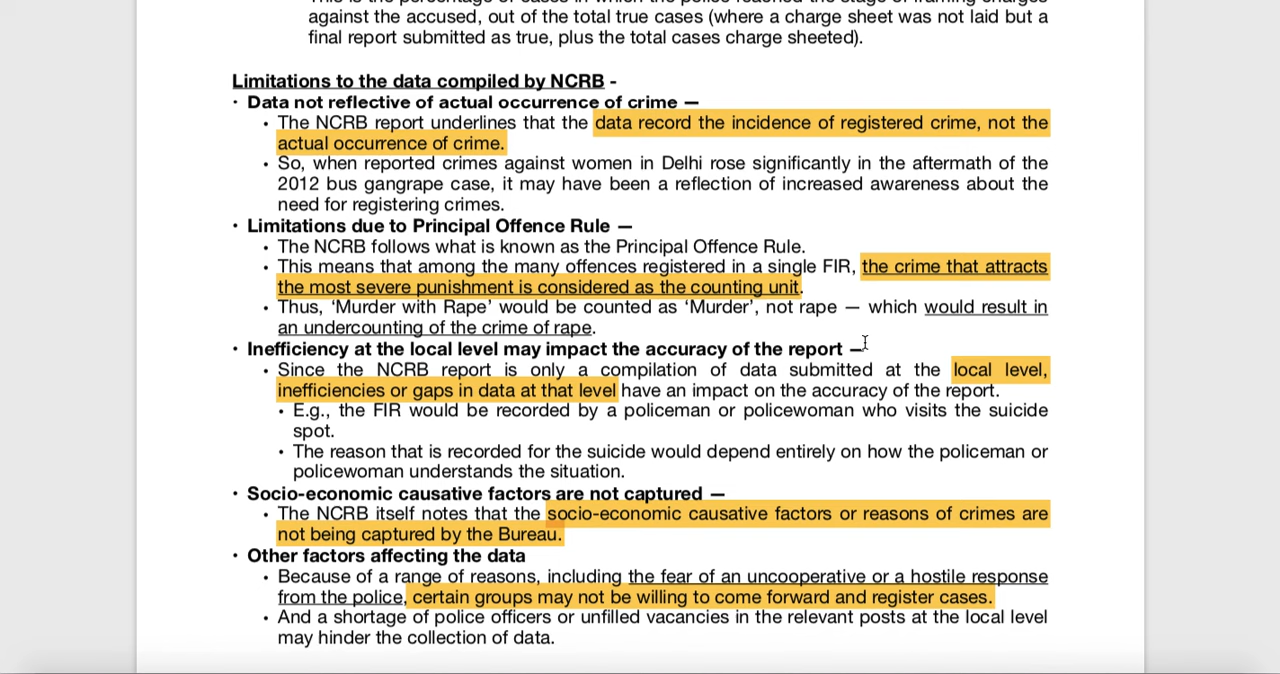 against the accused, out of the total true cases (where a charge sheet was not laid but a
final report submitted as true, plus the total cases charge sheeted).
Limitations to the data compiled by NCRB -
• Data not reflective of actual occurrence of crime —
• The NCRB report underlines that the data record the incidence of registered crime, not the
actual occurrence of crime.
• So, when reported crimes against women in Delhi rose significantly in the aftermath of the
2012 bus gangrape case, it may have been a reflection of increased awareness about the
need for registering crimes.
• Limitations due to Principal Offence Rule —
• The NCRB follows what is known as the Principal Offence Rule.
• This means that among the many offences registered in a single FIR, the crime that attracts
the most severe punishment is considered as the counting unit.
• Thus, ‘Murder with Rape’ would be counted as ‘Murder’, not rape — which would result in
an undercounting of the crime of rape.
• Inefficiency at the local level may impact the accuracy of the report —
• Since the NCRB report is only a compilation of data submitted at the local level,
inefficiencies or gaps in data at that level have an impact on the accuracy of the report.
• E.g., the FIR would be recorded by a policeman or policewoman who visits the suicide
spot.
• The reason that is recorded for the suicide would depend entirely on how the policeman or
policewoman understands the situation.
• Socio-economic causative factors are not captured —
• The NCRB itself notes that the socio-economic causative factors or reasons of crimes are
not being captured by the Bureau.
• Other factors affecting the data
• Because of a range of reasons, including the fear of an uncooperative or a hostile response
from the police, certain groups may not be willing to come forward and register cases.
• And a shortage of police officers or unfilled vacancies in the relevant posts at the local level
may hinder the collection of data.